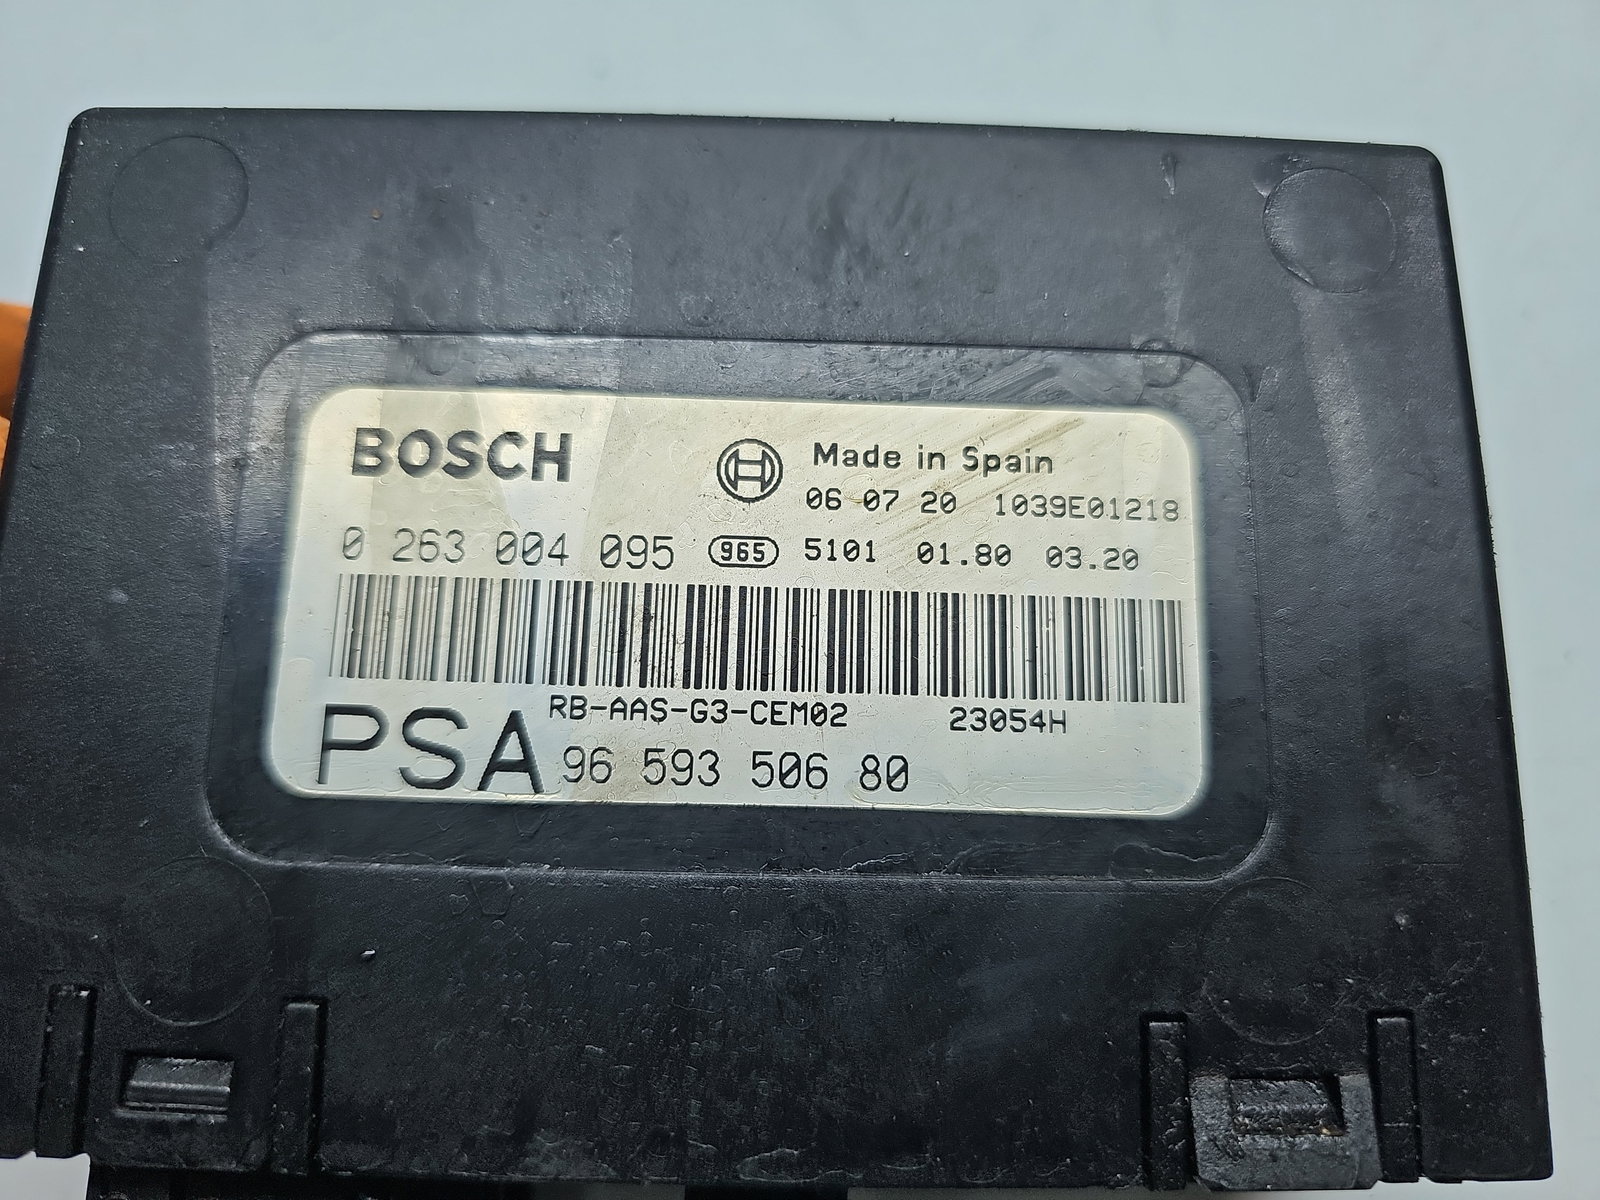 BOSCH
Made in Spain
06 07 20 1039E01218
0 263 004 095 965 5101 01.80 03.20
RB-AAS-G3-CEM02 23054H
PSA 96 593 506 80